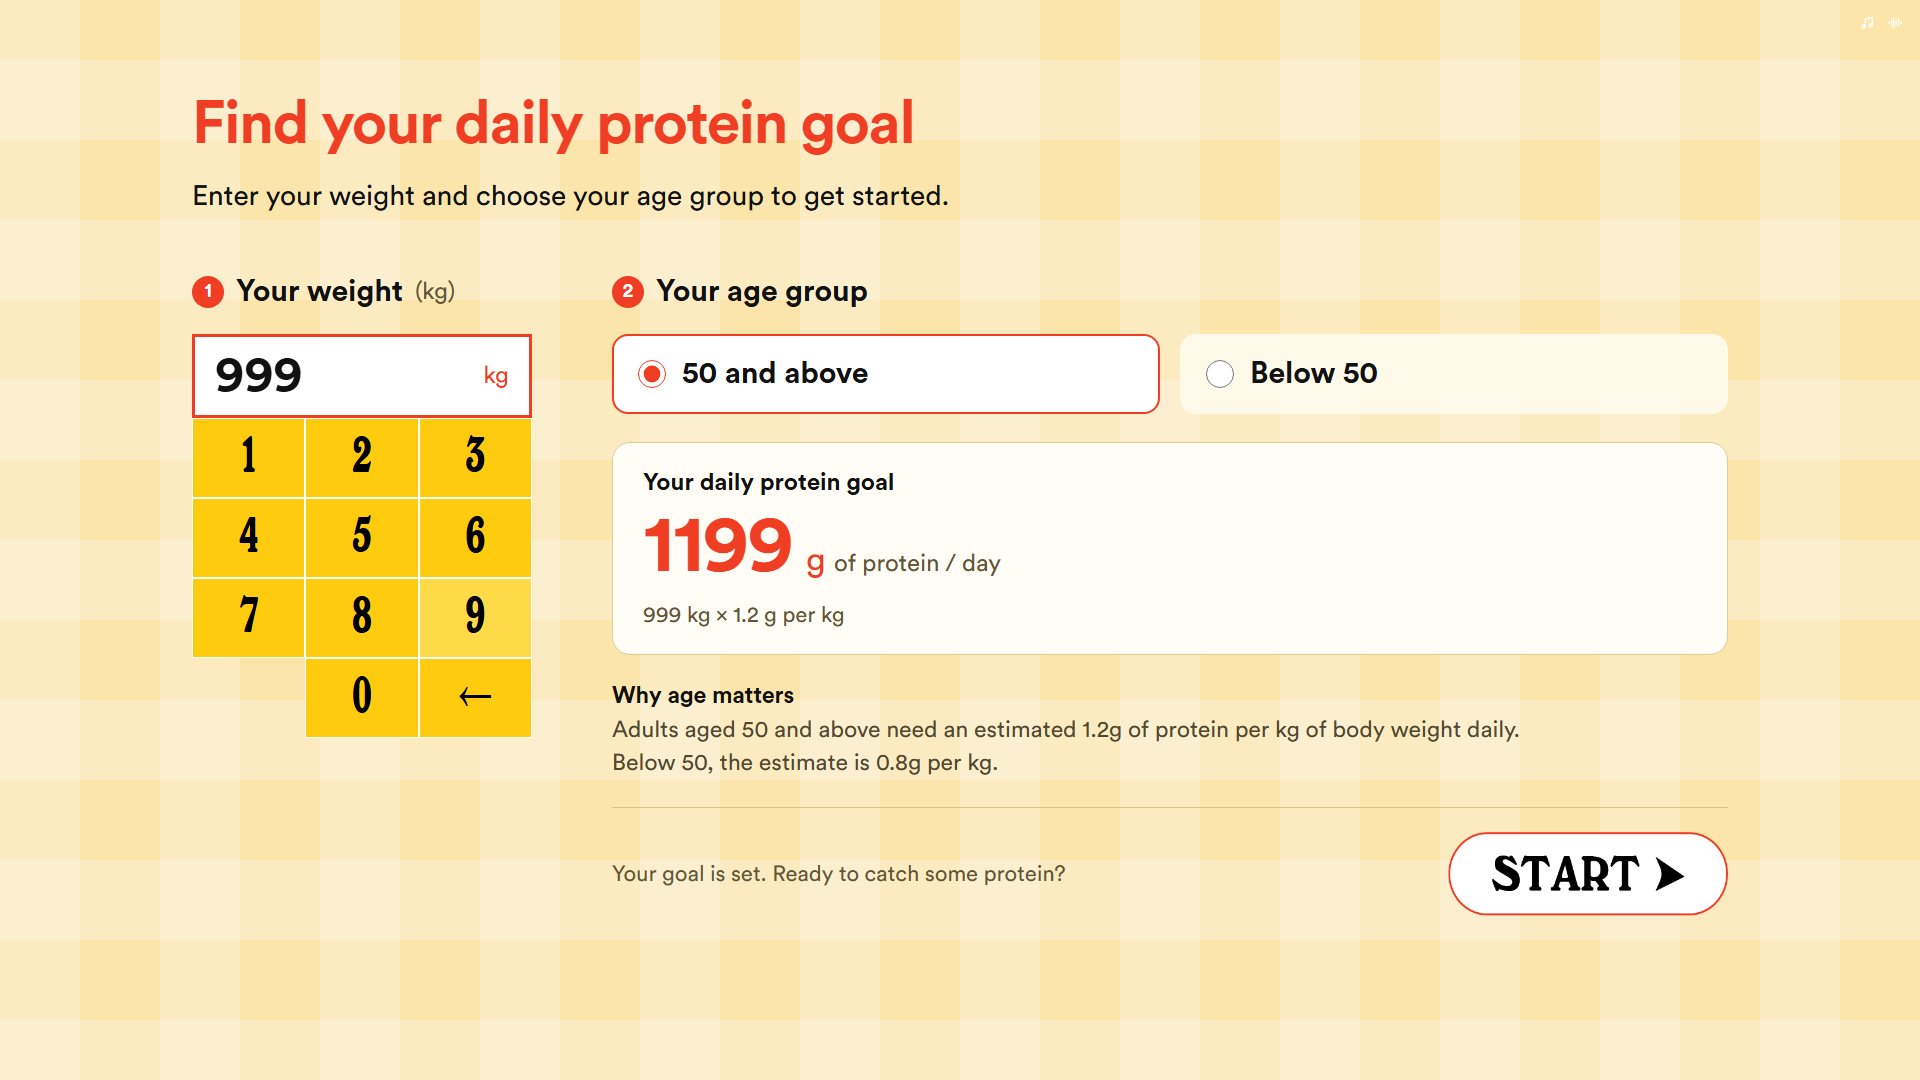 Find your daily protein goal
Enter your weight and choose your age group to get started.
1 Your weight (kg)
999 kg
1 2 3
4 5 6
7 8 9
0 ←
2 Your age group
50 and above
Below 50
Your daily protein goal
1199 g of protein / day
999 kg × 1.2 g per kg
Why age matters
Adults aged 50 and above need an estimated 1.2g of protein per kg of body weight daily.
Below 50, the estimate is 0.8g per kg.
Your goal is set. Ready to catch some protein?
START